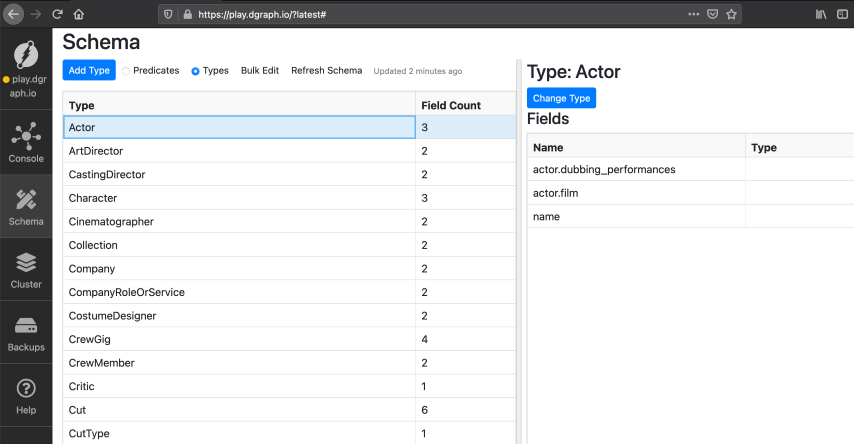 https://play.dgraph.io/?latest#
play.dgr
aph.io
Console
Schema
Cluster
Backups
Help
Schema
Add Type Predicates Types Bulk Edit Refresh Schema Updated 2 minutes ago
Type Field Count
Actor 3
ArtDirector 2
CastingDirector 2
Character 3
Cinematographer 2
Collection 2
Company 2
CompanyRoleOrService 2
CostumeDesigner 2
CrewGig 4
CrewMember 2
Critic 1
Cut 6
CutType 1
Type: Actor
Change Type
Fields
Name Type
actor.dubbing_performances
actor.film
name